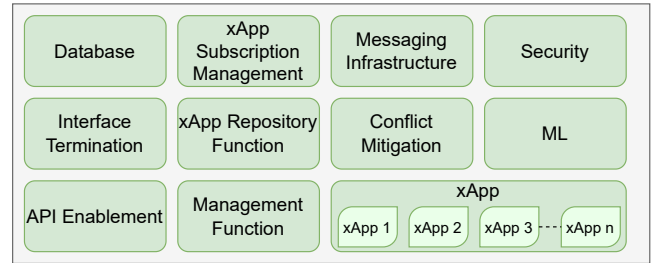 Database
xApp
Subscription
Management
Messaging
Infrastructure
Security
Interface
Termination
xApp Repository
Function
Conflict
Mitigation
ML
API Enablement
Management
Function
xApp
xApp 1
xApp 2
xApp 3
xApp n